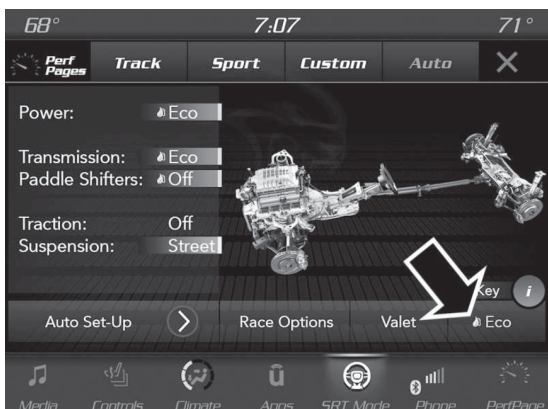 68° 7:07 71°
Perf Pages Track Sport Custom Auto X
Power: Eco
Transmission: Eco
Paddle Shifters: Off
Traction: Off
Suspension: Street
Key i
Auto Set-Up > Race Options Valet Eco
Media Controls Climate Apps SRT Mode Phone PerfPage